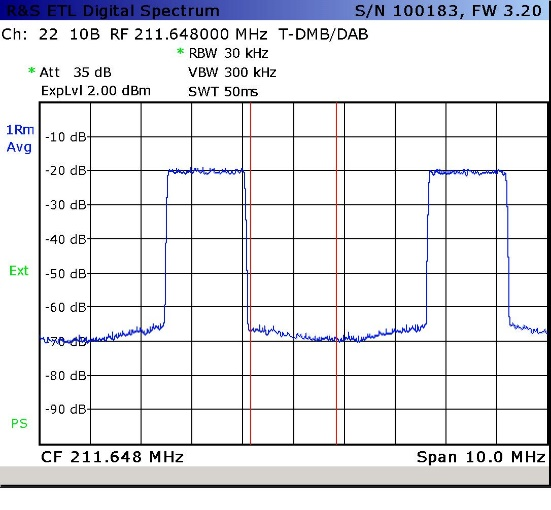 R&S ETL Digital Spectrum S/N 100183, FW 3.20
Ch: 22 10B RF 211.648000 MHz T-DMB/DAB
* RBW 30 kHz
* Att 35 dB VBW 300 kHz
ExpLvl 2.00 dBm SWT 50ms
1Rm
Avg
-10 dB
-20 dB
-30 dB
-40 dB
Ext
-50 dB
-60 dB
-70 dB
-80 dB
-90 dB
PS
CF 211.648 MHz Span 10.0 MHz